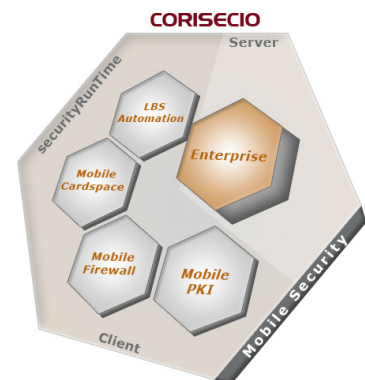 CORISECIO
Server
securityRunTime
LBS
Automation
Enterprise
Mobile
Cardspace
Mobile
Firewall
Mobile
PKI
Mobile Security
Client